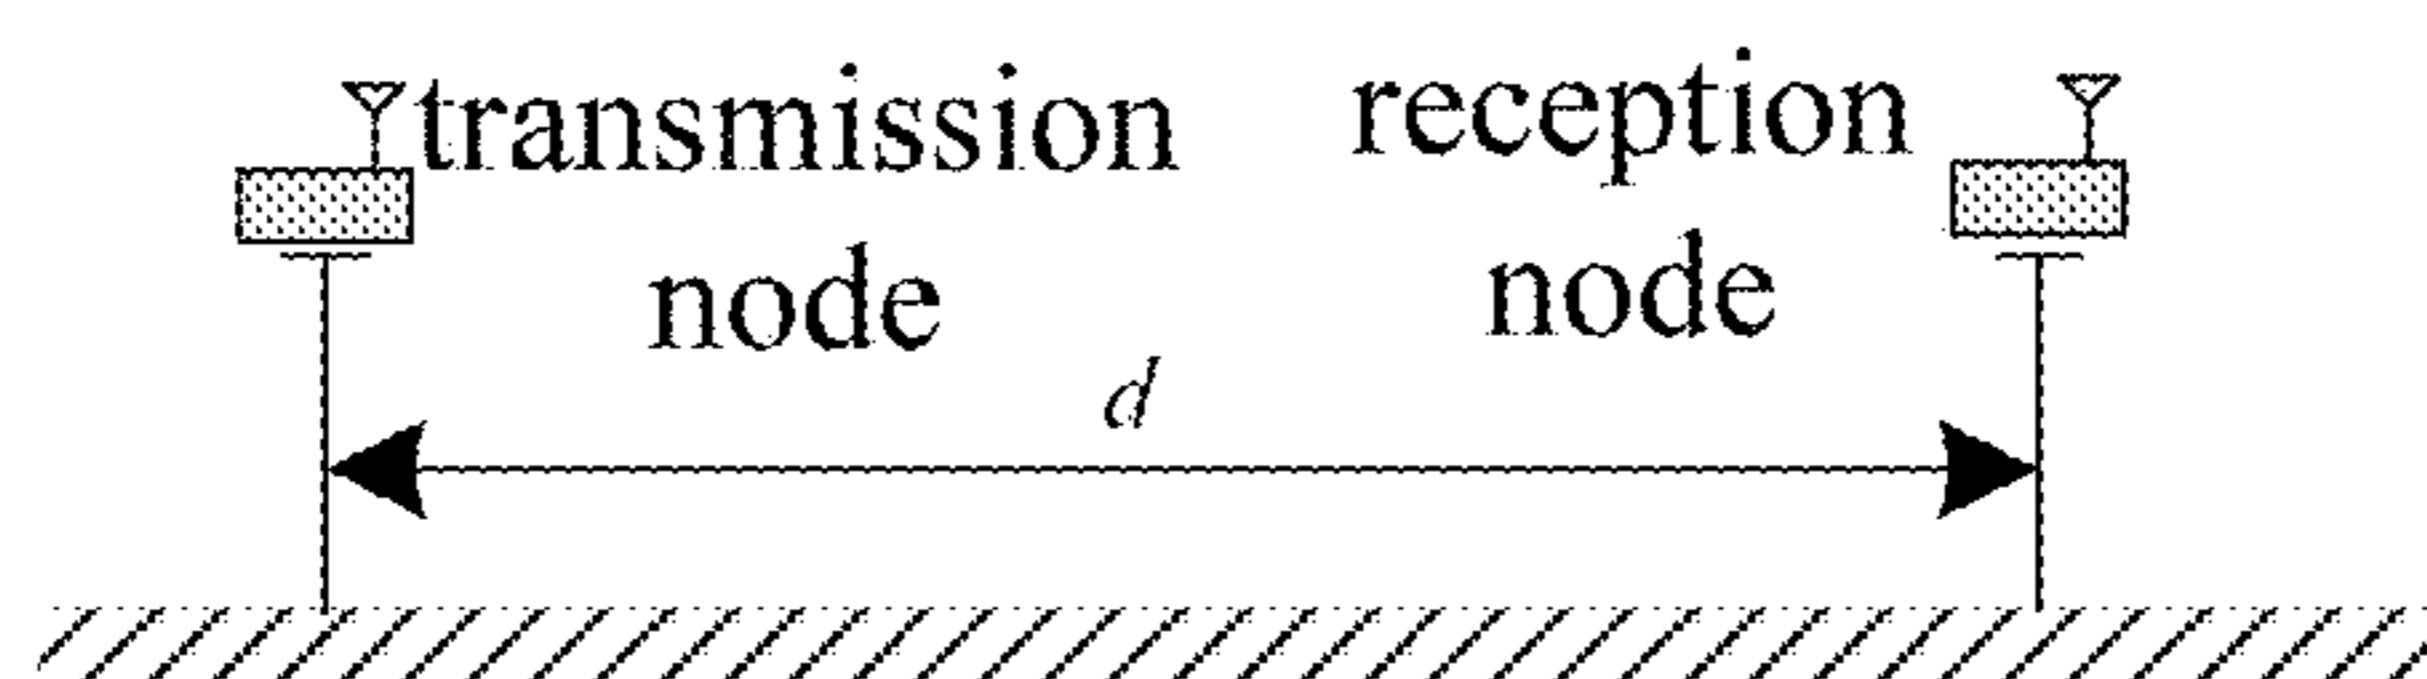 transmission
node
reception
node
d